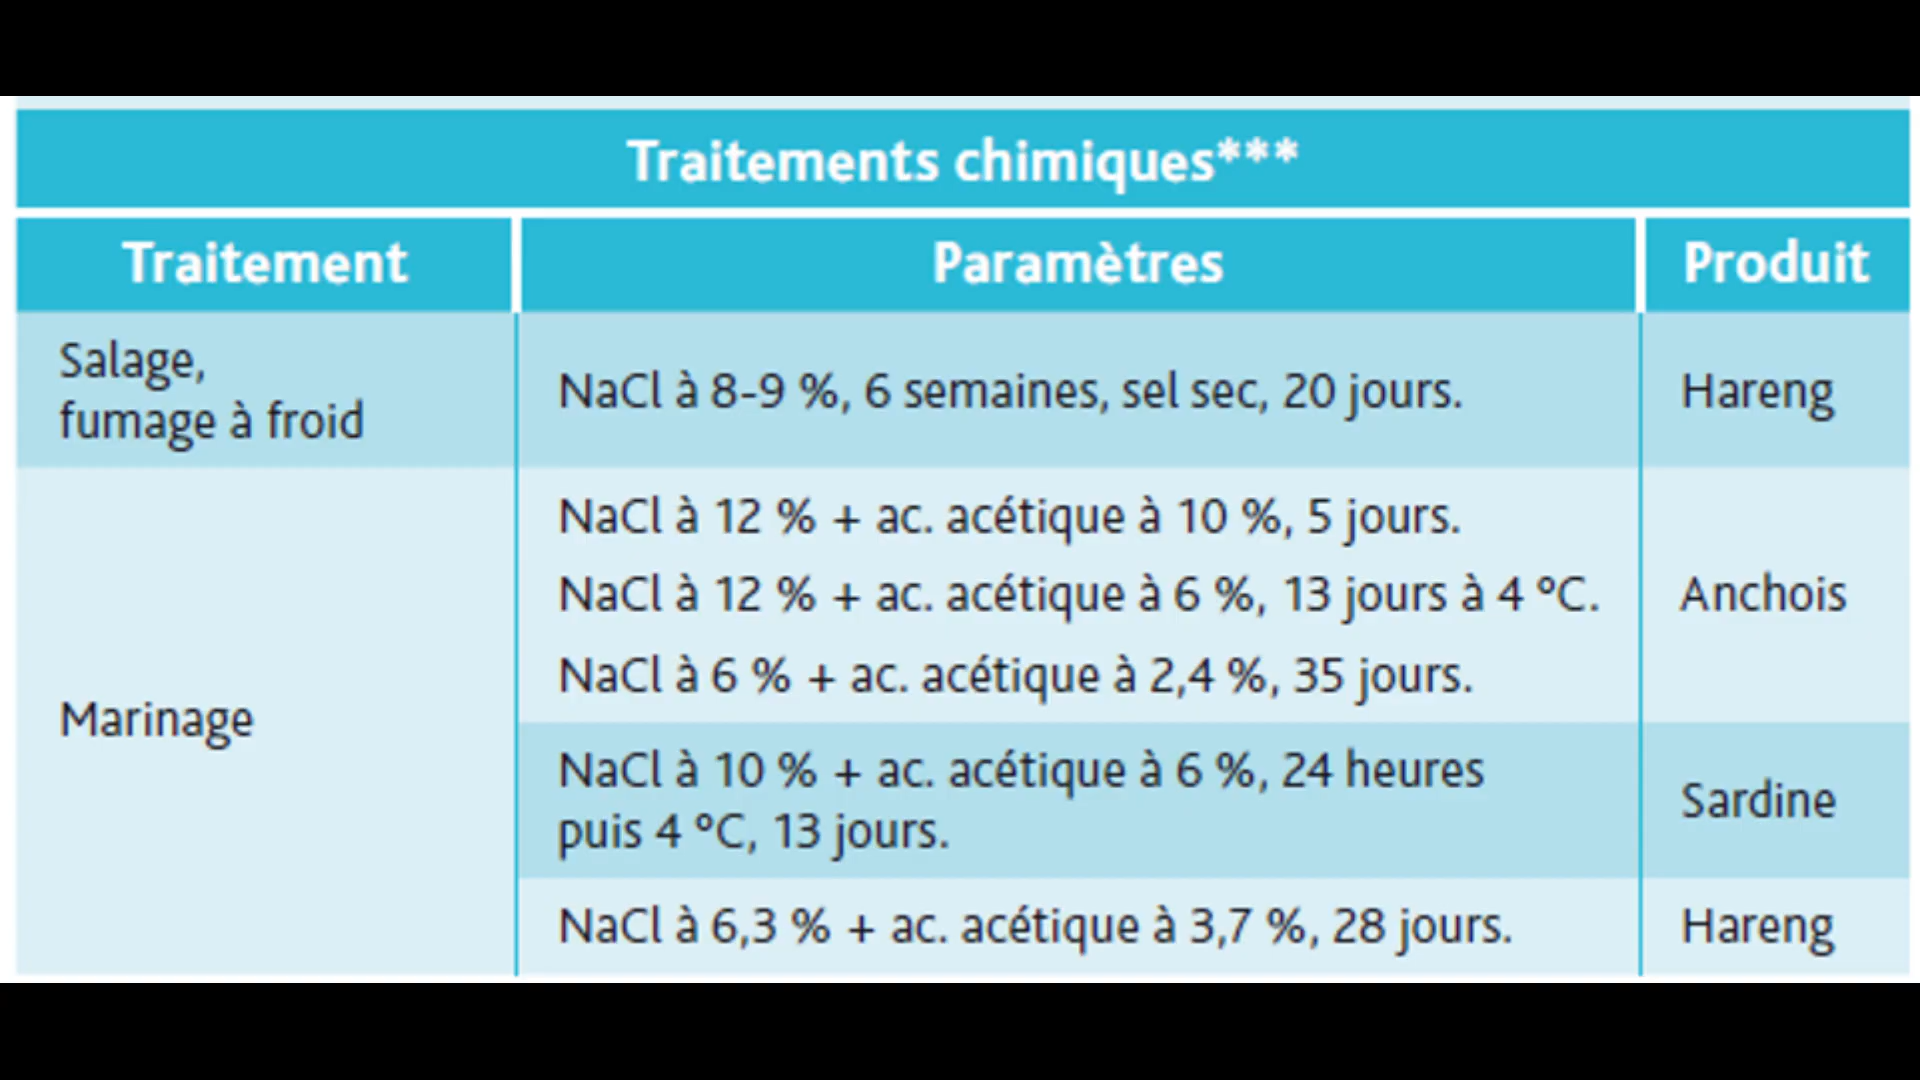 Traitements chimiques***
Traitement
Paramètres
Produit
Salage,
fumage à froid
NaCl à 8-9 %, 6 semaines, sel sec, 20 jours.
Hareng
Marinage
NaCl à 12 % + ac. acétique à 10 %, 5 jours.
NaCl à 12 % + ac. acétique à 6 %, 13 jours à 4 °C.
NaCl à 6 % + ac. acétique à 2,4 %, 35 jours.
Anchois
NaCl à 10 % + ac. acétique à 6 %, 24 heures
puis 4 °C, 13 jours.
Sardine
NaCl à 6,3 % + ac. acétique à 3,7 %, 28 jours.
Hareng